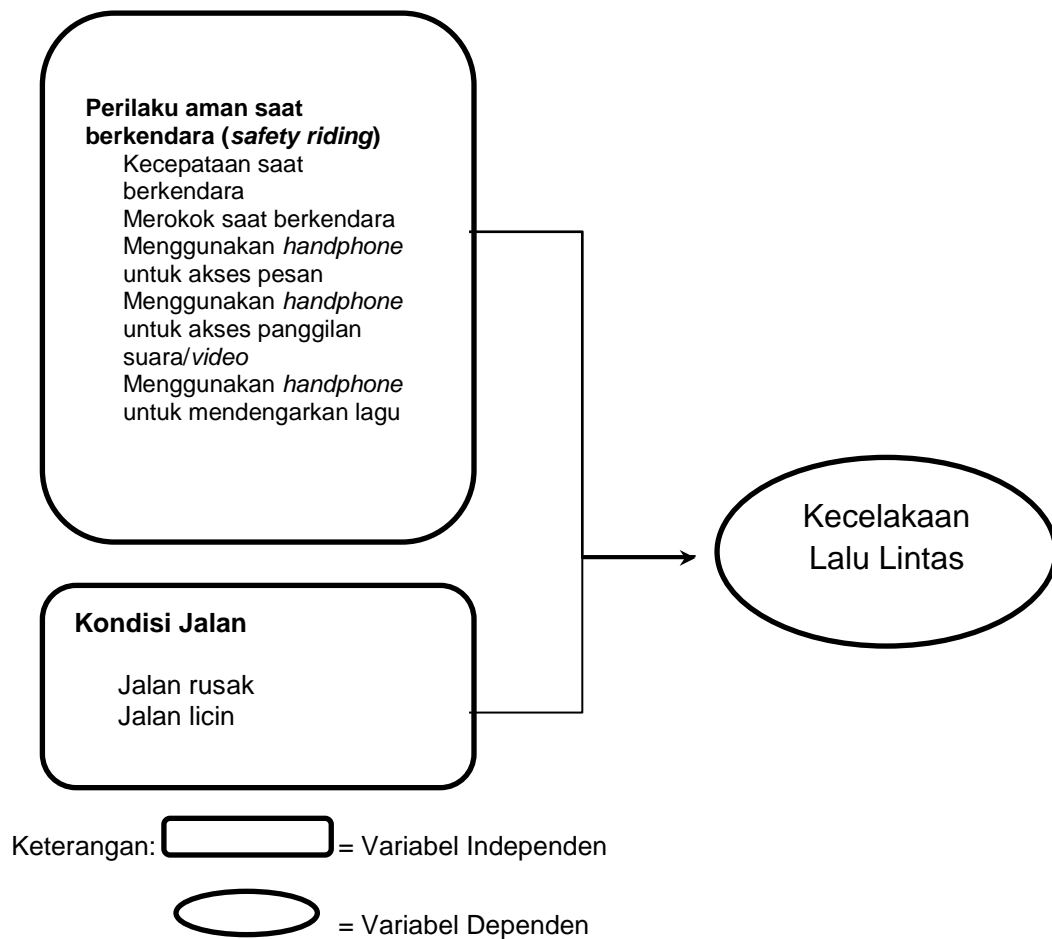 Perilaku aman saat
berkendara (safety riding)
Kecepataan saat
berkendara
Merokok saat berkendara
Menggunakan handphone
untuk akses pesan
Menggunakan handphone
untuk akses panggilan
suara/video
Menggunakan handphone
untuk mendengarkan lagu
Kecelakaan
Lalu Lintas
Kondisi Jalan
Jalan rusak
Jalan licin
Keterangan: = Variabel Independen
= Variabel Dependen